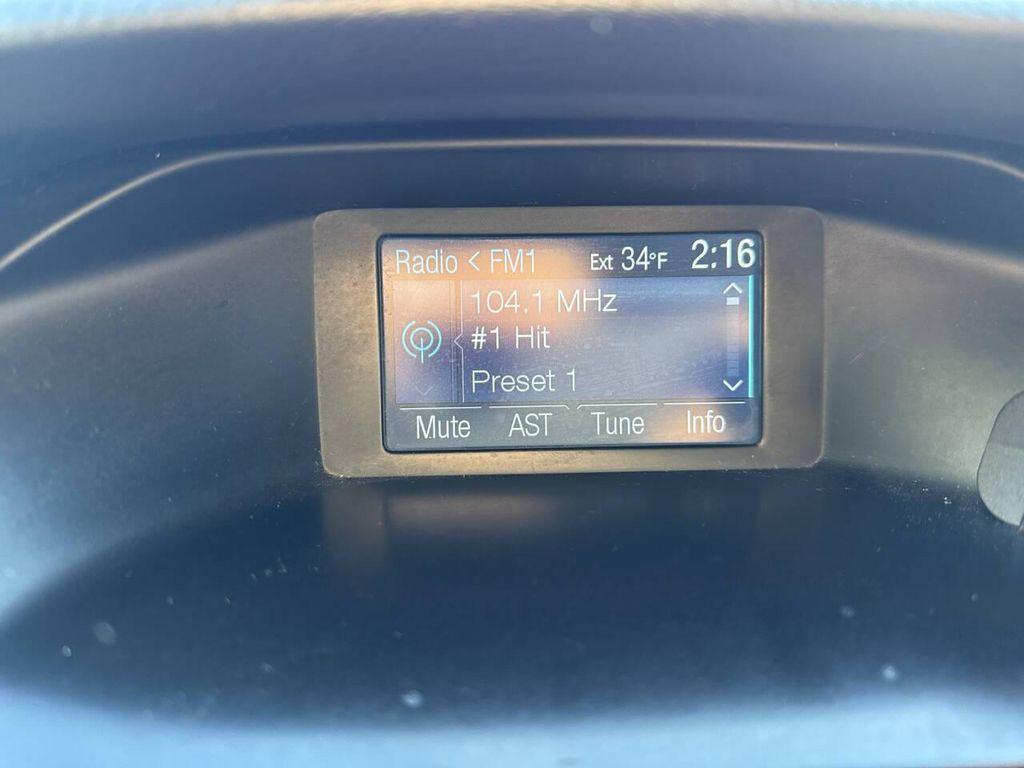 Radio < FM1 Ext 34°F 2:16
104.1 MHz
#1 Hit
Preset 1
Mute AST Tune Info